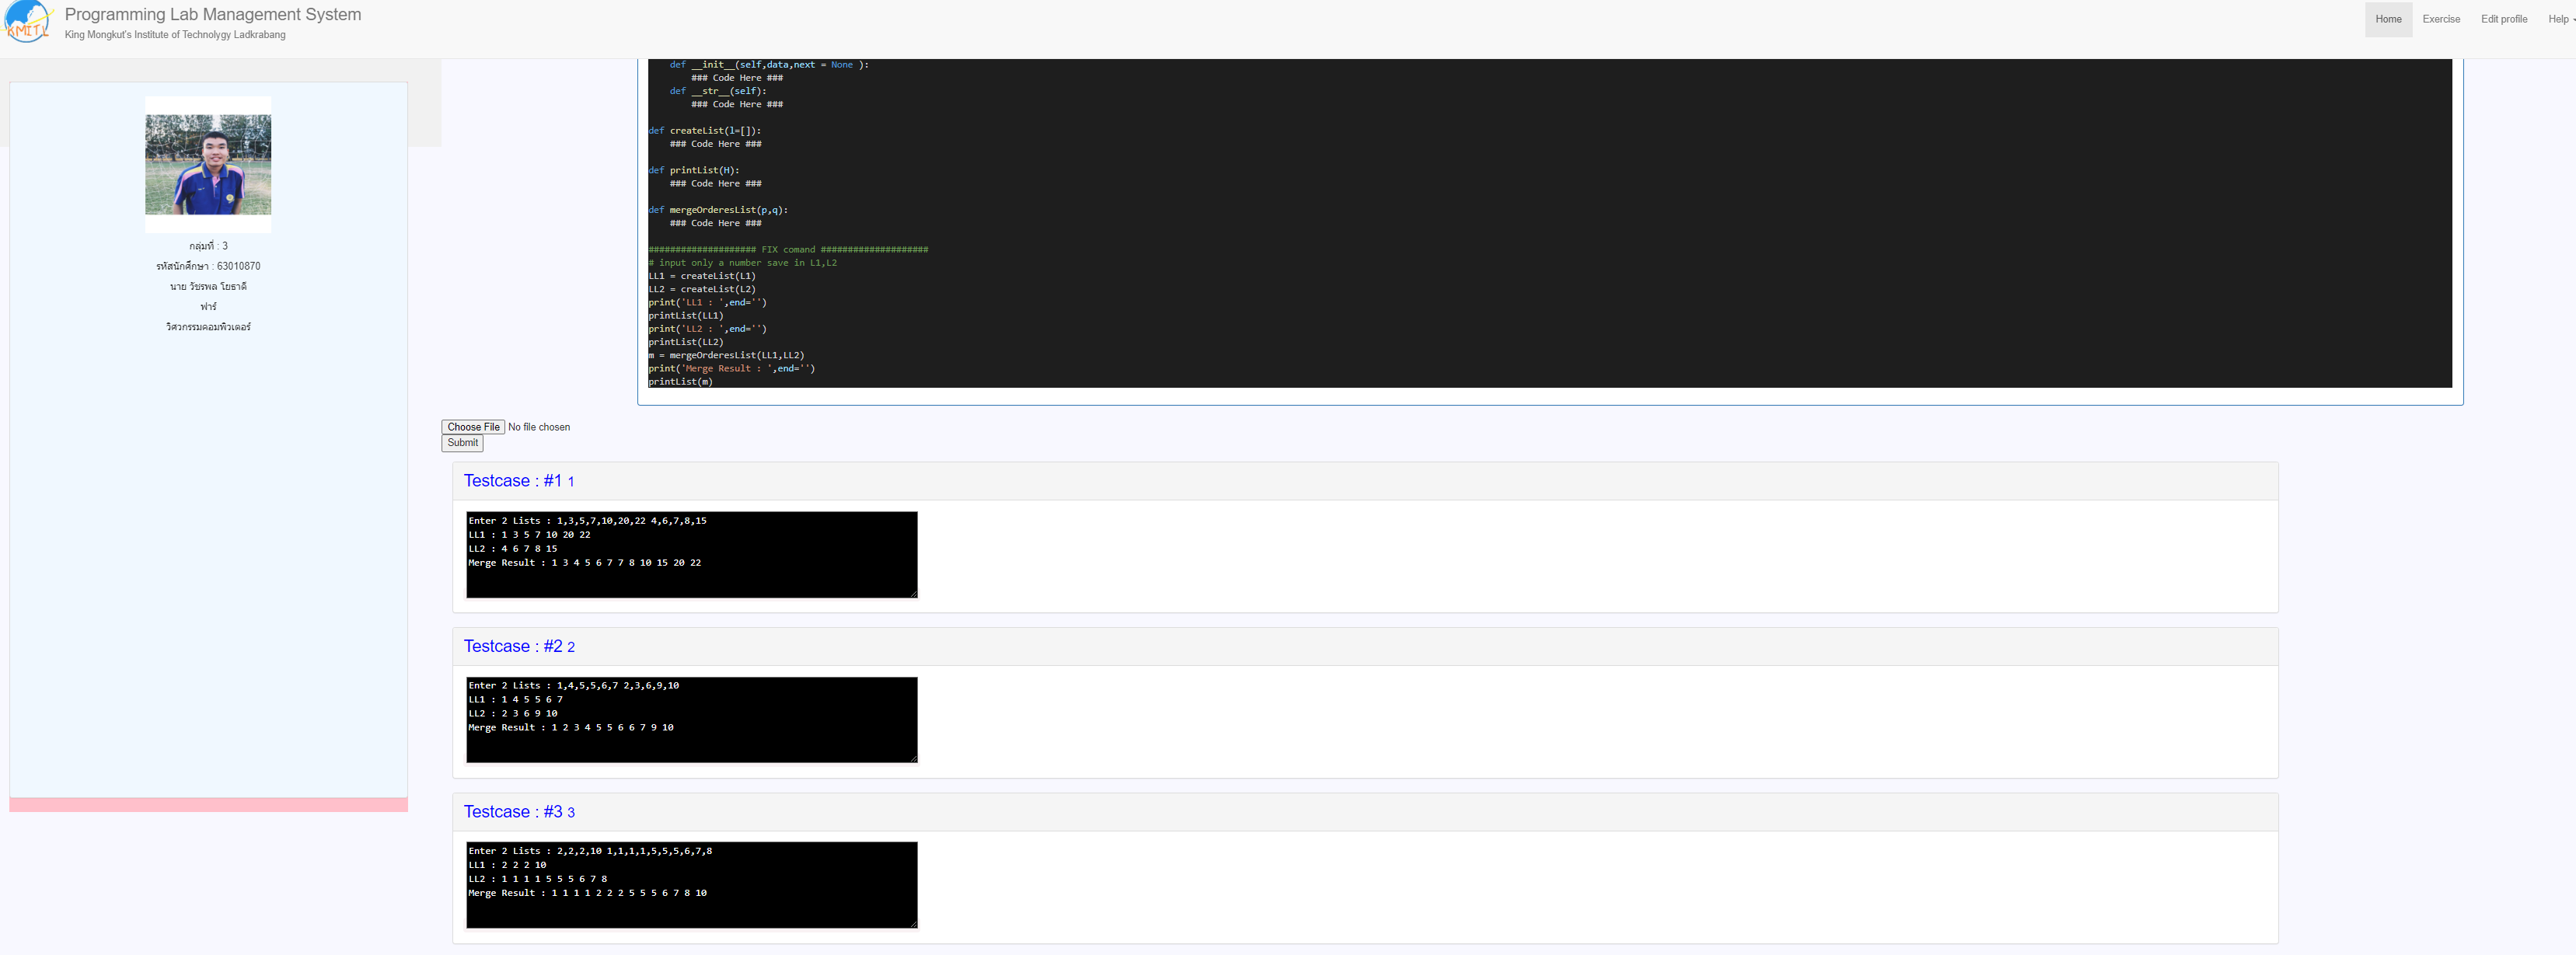 KMITL
Programming Lab Management System
King Mongkut's Institute of Technolygy Ladkrabang
Home
Exercise
Edit profile
Help
กลุ่มที่ : 3
รหัสนักศึกษา : 63010870
นาย วัชรพล โยธาดี
ฟาร์
วิศวกรรมคอมพิวเตอร์
def __init__(self,data,next = None ):
### Code Here ###
def __str__(self):
### Code Here ###
def createList(l=[]):
### Code Here ###
def printList(H):
### Code Here ###
def mergeOrderesList(p,q):
### Code Here ###
#################### FIX comand ####################
# input only a number save in L1,L2
LL1 = createList(L1)
LL2 = createList(L2)
print('LL1 : ',end='')
printList(LL1)
print('LL2 : ',end='')
printList(LL2)
m = mergeOrderesList(LL1,LL2)
print('Merge Result : ',end='')
printList(m)
Choose File No file chosen
Submit
Testcase : #1 1
Enter 2 Lists : 1,3,5,7,10,20,22 4,6,7,8,15
LL1 : 1 3 5 7 10 20 22
LL2 : 4 6 7 8 15
Merge Result : 1 3 4 5 6 7 7 8 10 15 20 22
Testcase : #2 2
Enter 2 Lists : 1,4,5,5,6,7 2,3,6,9,10
LL1 : 1 4 5 5 6 7
LL2 : 2 3 6 9 10
Merge Result : 1 2 3 4 5 5 6 6 7 9 10
Testcase : #3 3
Enter 2 Lists : 2,2,2,10 1,1,1,1,5,5,5,6,7,8
LL1 : 2 2 2 10
LL2 : 1 1 1 1 5 5 5 6 7 8
Merge Result : 1 1 1 1 2 2 2 5 5 5 6 7 8 10